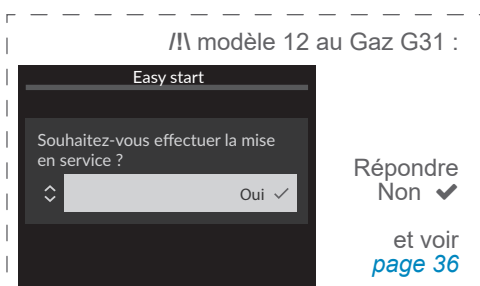 /!\ modèle 12 au Gaz G31 :
Easy start
Souhaitez-vous effectuer la mise
en service ?
Oui ✓
Répondre
Non ✔
et voir
page 36